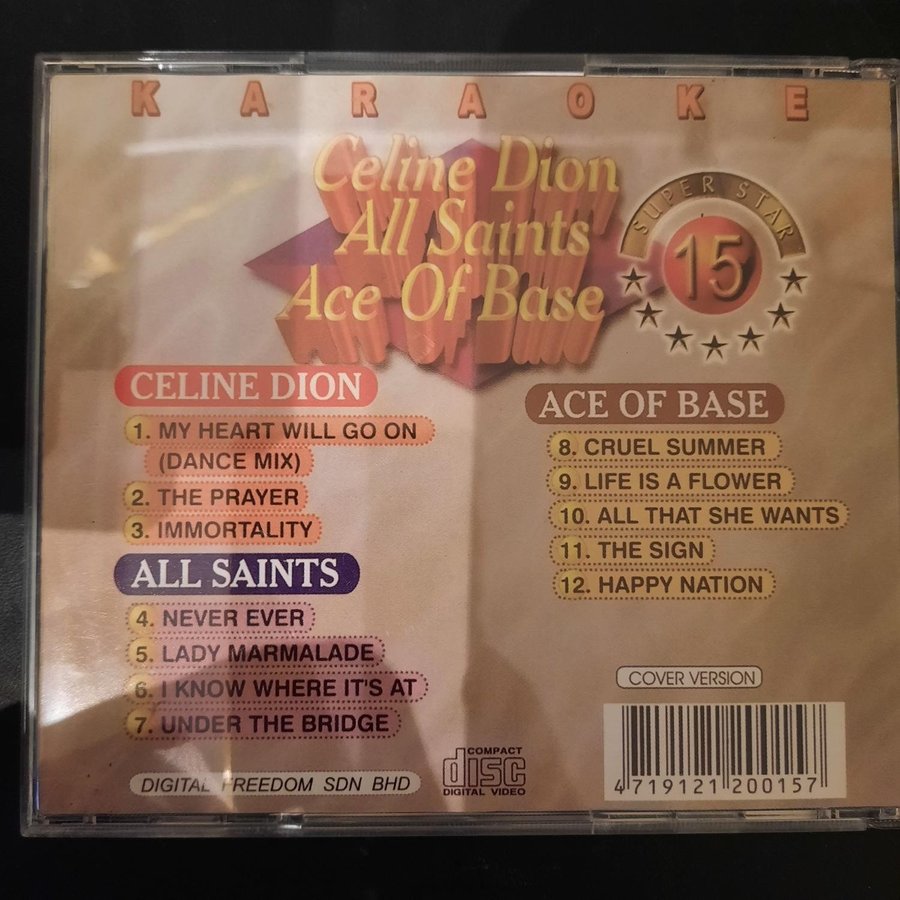 KARAOKE
Celine Dion
All Saints
Ace Of Base
SUPER STAR
15
CELINE DION
1. MY HEART WILL GO ON
(DANCE MIX)
2. THE PRAYER
3. IMMORTALITY
ALL SAINTS
4. NEVER EVER
5. LADY MARMALADE
6. I KNOW WHERE IT'S AT
7. UNDER THE BRIDGE
ACE OF BASE
8. CRUEL SUMMER
9. LIFE IS A FLOWER
10. ALL THAT SHE WANTS
11. THE SIGN
12. HAPPY NATION
COVER VERSION
DIGITAL FREEDOM SDN BHD
COMPACT
disc
DIGITAL VIDEO
4 719121 200157